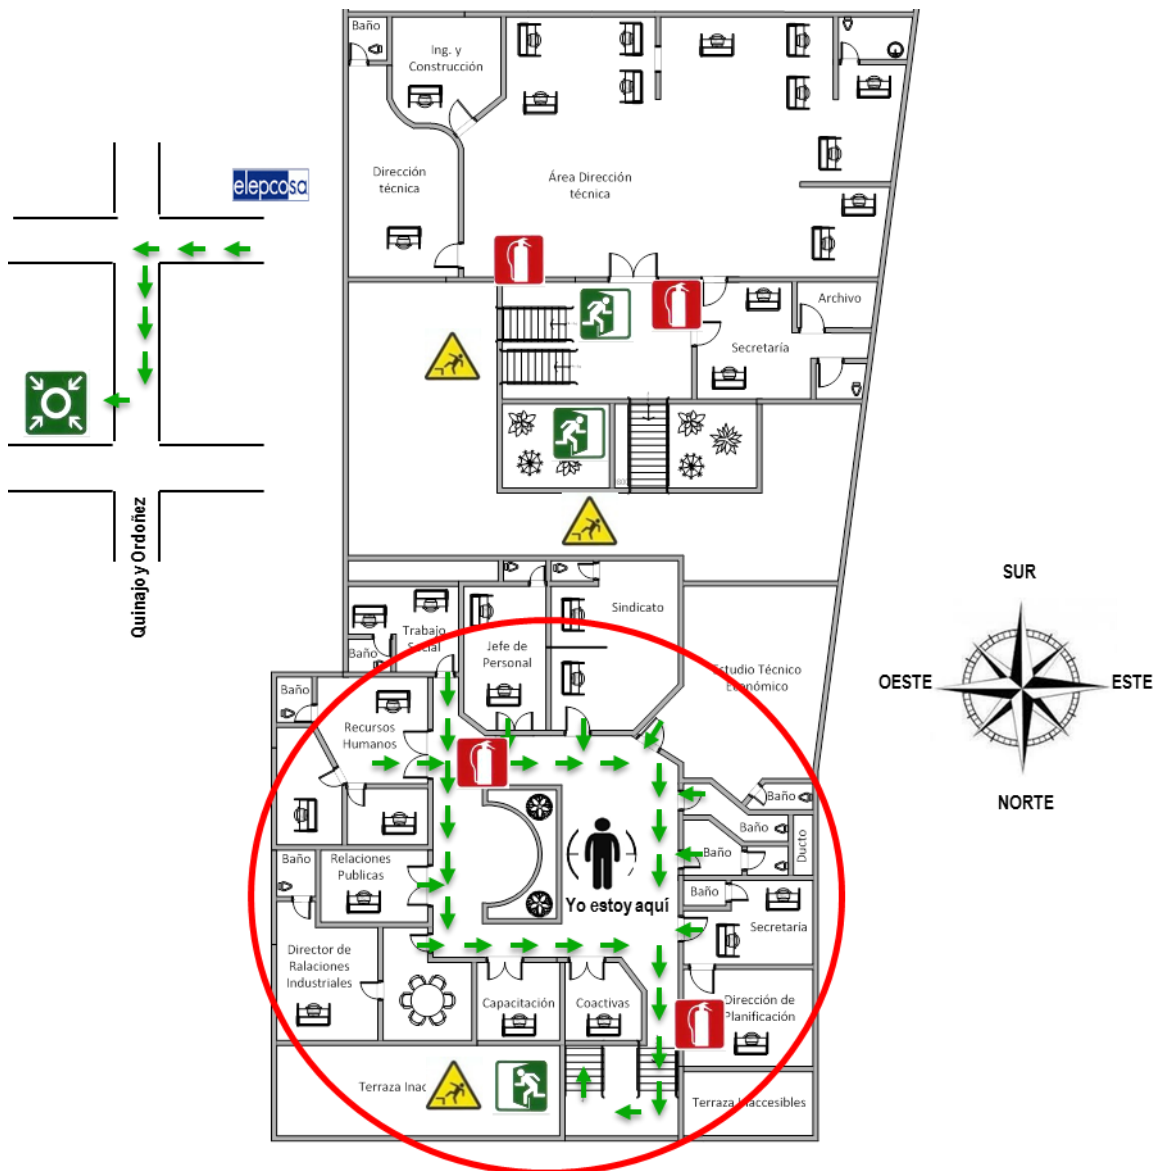 Baño
Ing. y
Construcción
Dirección
técnica
Área Dirección
técnica
elepcosa
Archivo
Secretaría
Quinajo y Ordoñez
SUR
OESTE
ESTE
NORTE
Sindicato
Trabajo
Social
Baño
Jefe de
Personal
Estudio Técnico
Económico
Baño
Recursos
Humanos
Baño
Baño
Baño
Ducto
Baño
Relaciones
Publicas
Baño
Yo estoy aquí
Secretaria
Director de
Ralaciones
Industriales
Capacitación
Coactivas
Dirección de
Planificación
Terraza Inac
Terraza Inaccesibles